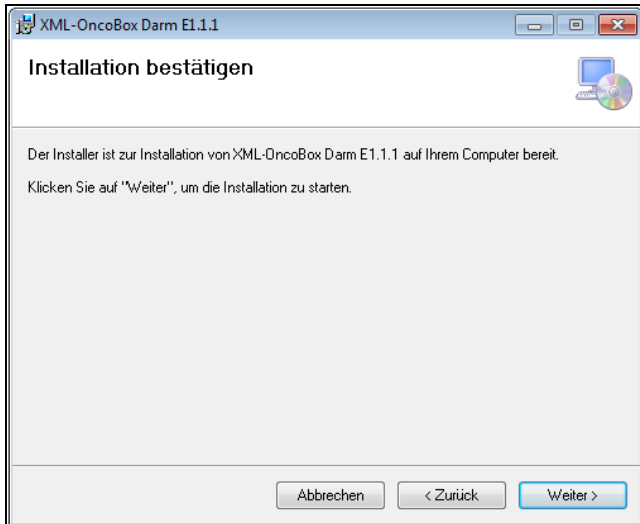 XML-OncoBox Darm E1.1.1
Installation bestätigen
Der Installer ist zur Installation von XML-OncoBox Darm E1.1.1 auf Ihrem Computer bereit.
Klicken Sie auf "Weiter", um die Installation zu starten.
Abbrechen
< Zurück
Weiter >